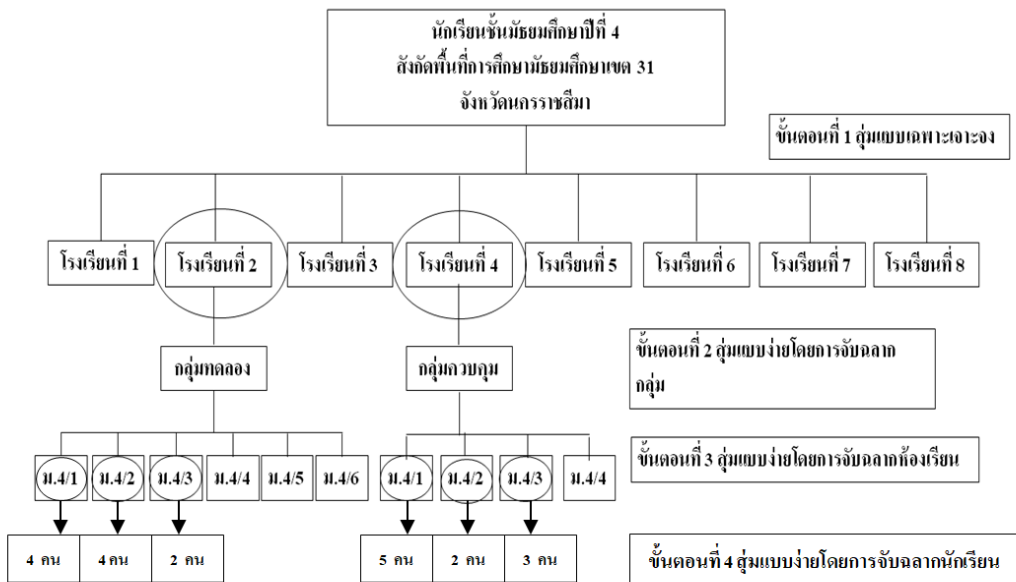 นักเรียนชั้นมัธยมศึกษาปีที่ 4
สังกัดพื้นที่การศึกษามัธยมศึกษาเขต 31
จังหวัดนครราชสีมา
ขั้นตอนที่ 1 สุ่มแบบเฉพาะเจาะจง
โรงเรียนที่ 1
โรงเรียนที่ 2
โรงเรียนที่ 3
โรงเรียนที่ 4
โรงเรียนที่ 5
โรงเรียนที่ 6
โรงเรียนที่ 7
โรงเรียนที่ 8
กลุ่มทดลอง
กลุ่มควบคุม
ขั้นตอนที่ 2 สุ่มแบบง่ายโดยการจับฉลาก
กลุ่ม
ขั้นตอนที่ 3 สุ่มแบบง่ายโดยการจับฉลากห้องเรียน
ม.4/1
ม.4/2
ม.4/3
ม.4/4
ม.4/5
ม.4/6
ม.4/1
ม.4/2
ม.4/3
ม.4/4
4 คน
4 คน
2 คน
5 คน
2 คน
3 คน
ขั้นตอนที่ 4 สุ่มแบบง่ายโดยการจับฉลากนักเรียน